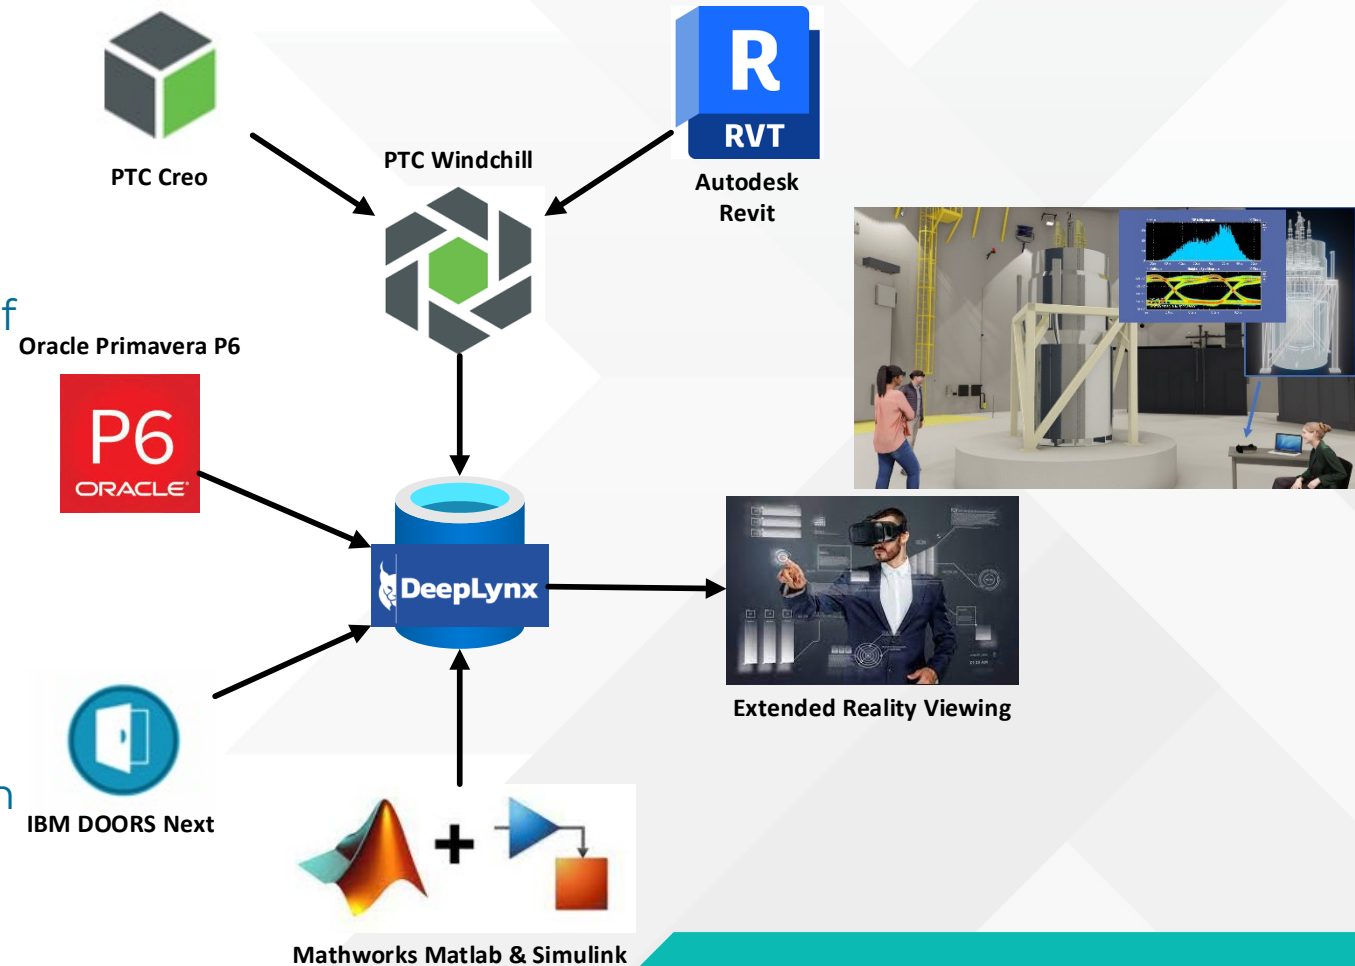 PTC Creo
PTC Windchill
R
RVT
Autodesk
Revit
f
Oracle Primavera P6
P6
ORACLE
DeepLynx
Extended Reality Viewing
n
IBM DOORS Next
+
Mathworks Matlab & Simulink